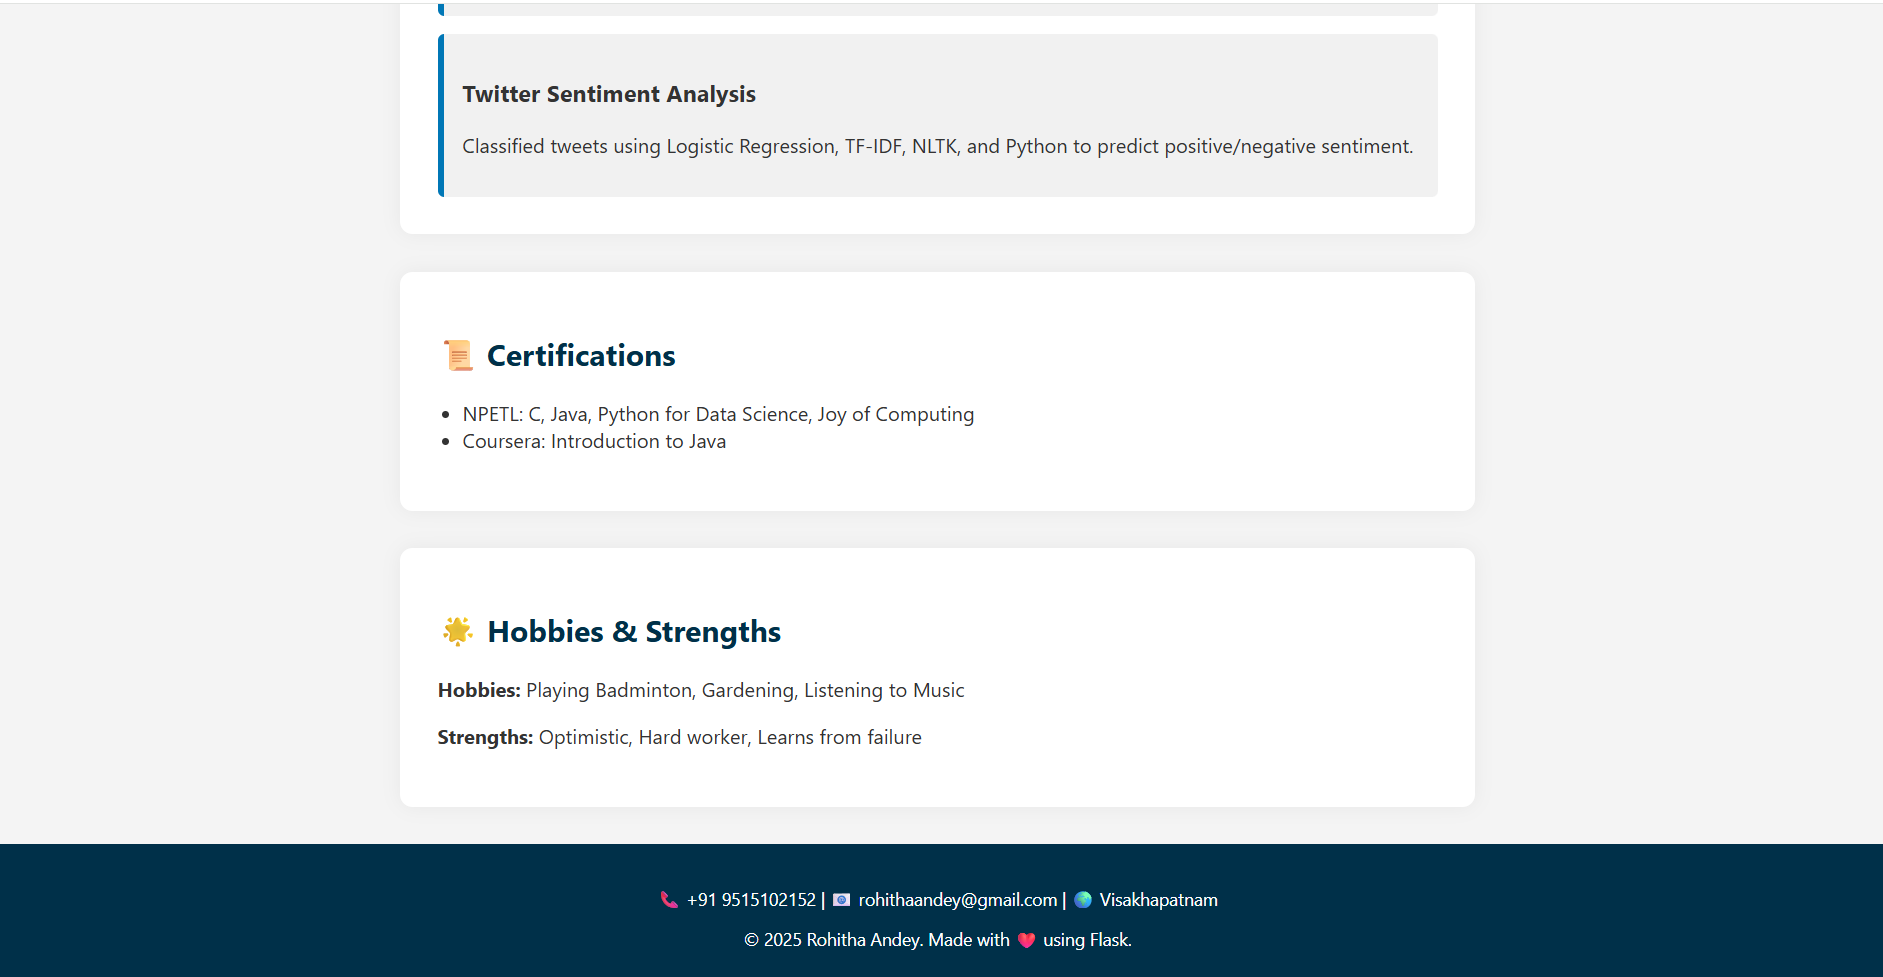 Twitter Sentiment Analysis
Classified tweets using Logistic Regression, TF-IDF, NLTK, and Python to predict positive/negative sentiment.
📜 Certifications
• NPETL: C, Java, Python for Data Science, Joy of Computing
• Coursera: Introduction to Java
🌟 Hobbies & Strengths
Hobbies: Playing Badminton, Gardening, Listening to Music
Strengths: Optimistic, Hard worker, Learns from failure
📞 +91 9515102152 | 📧 rohithaandey@gmail.com | 🌍 Visakhapatnam
© 2025 Rohitha Andey. Made with ❤️ using Flask.